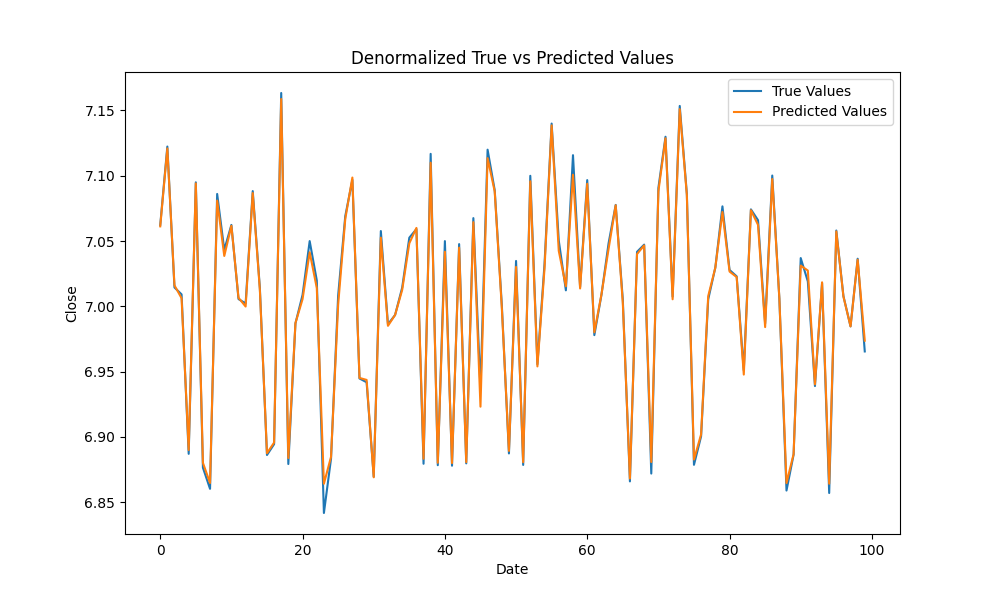 Denormalized True vs Predicted Values
True Values
Predicted Values
7.15
7.10
7.05
7.00
6.95
6.90
6.85
Close
0 20 40 60 80 100
Date